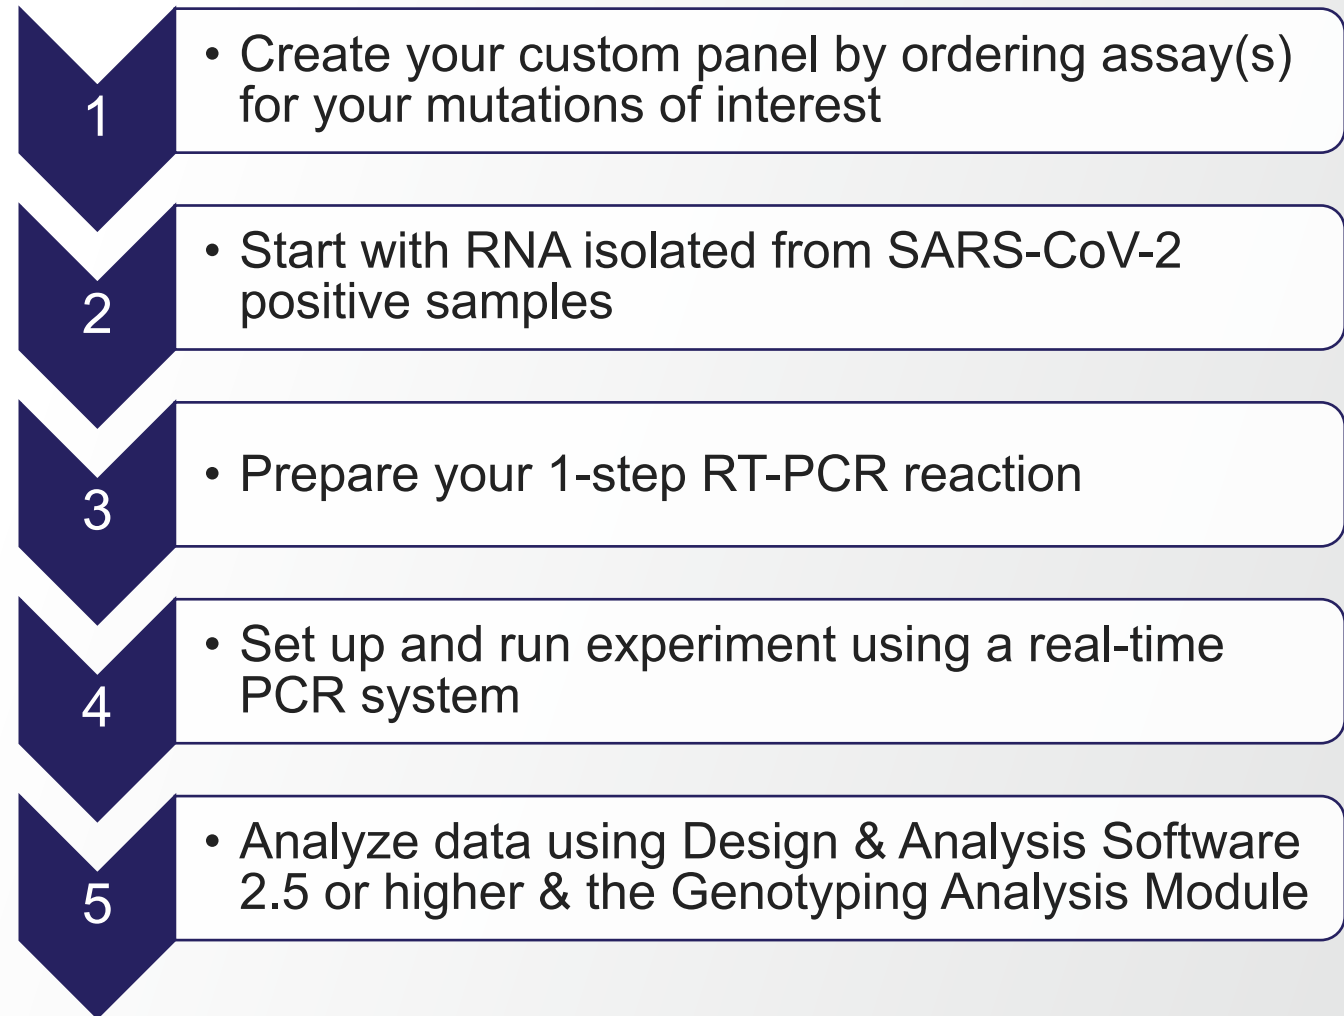 1
• Create your custom panel by ordering assay(s)
for your mutations of interest
2
• Start with RNA isolated from SARS-CoV-2
positive samples
3
• Prepare your 1-step RT-PCR reaction
4
• Set up and run experiment using a real-time
PCR system
5
• Analyze data using Design & Analysis Software
2.5 or higher & the Genotyping Analysis Module